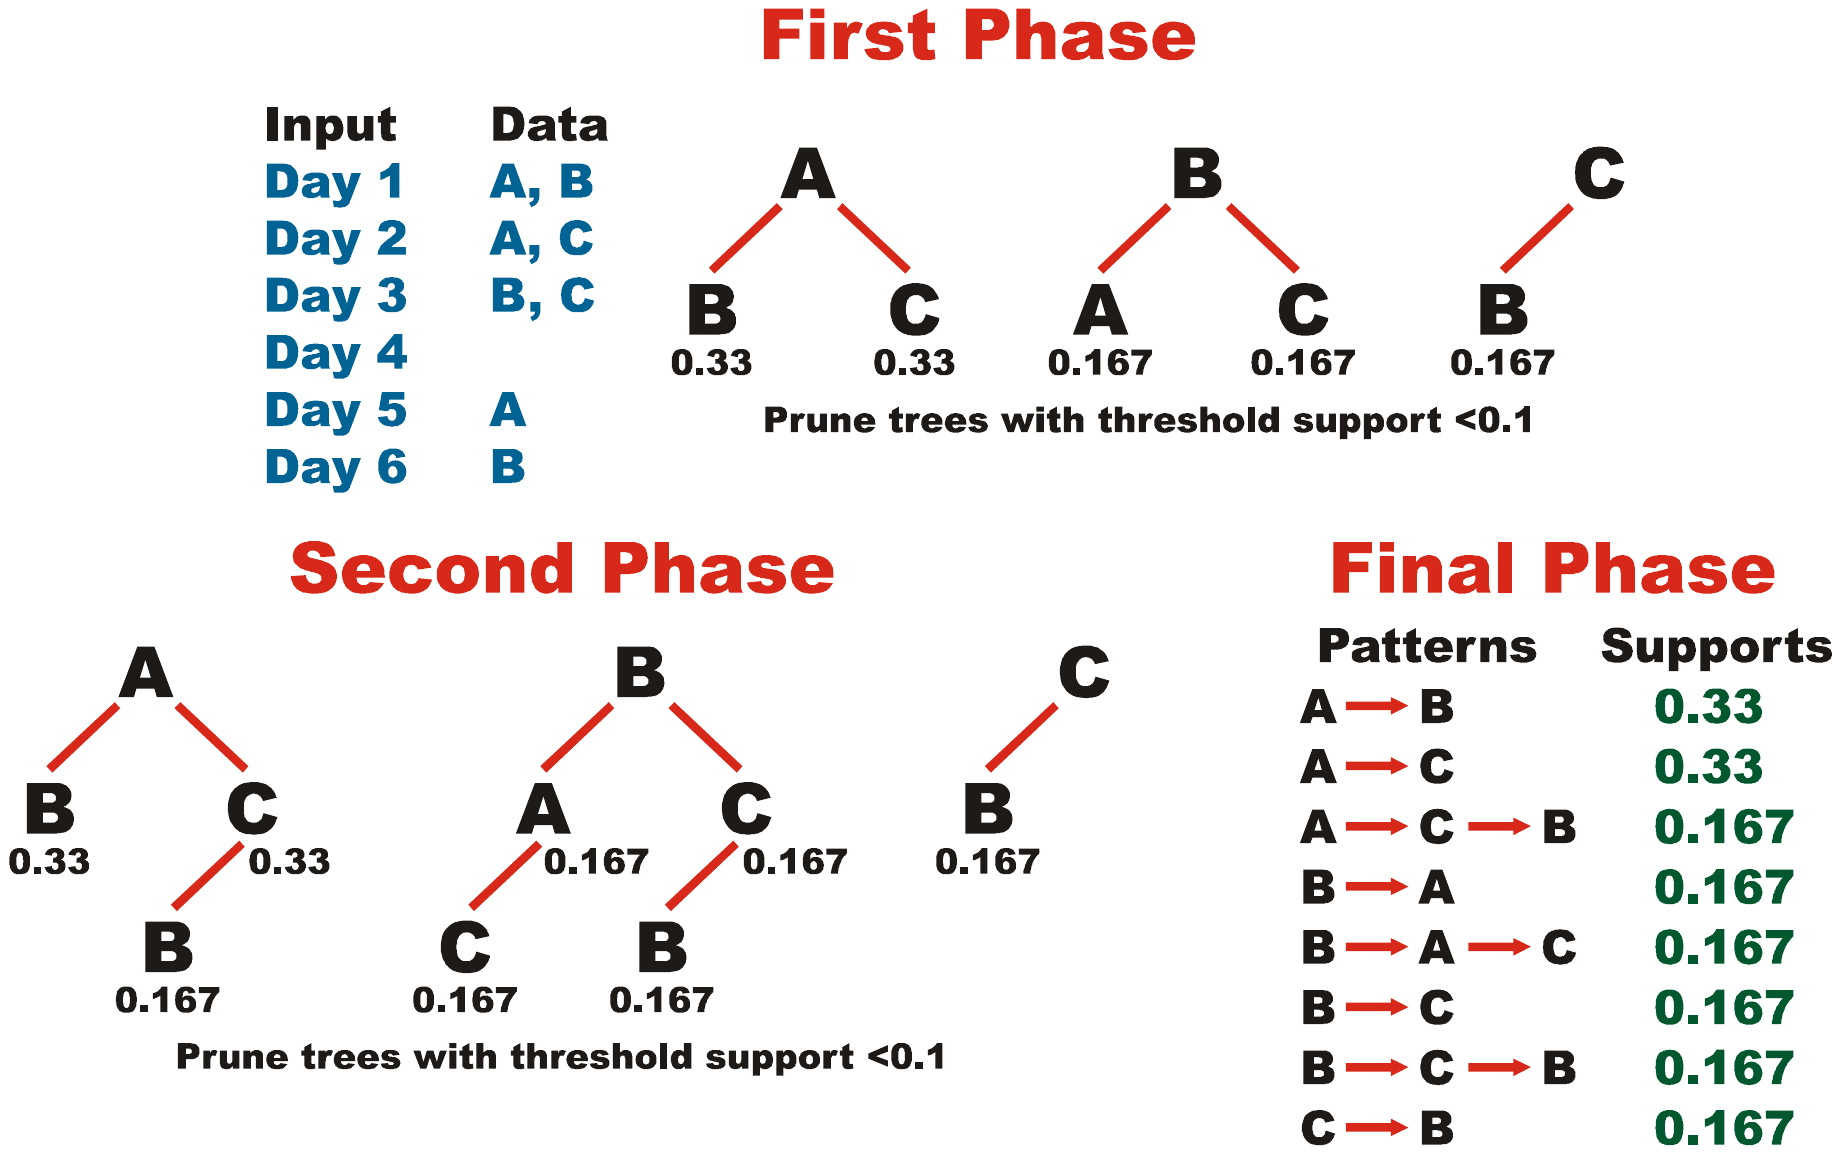 First Phase
Input Data
Day 1 A, B
Day 2 A, C
Day 3 B, C
Day 4
Day 5 A
Day 6 B
A B C
B C A C B
0.33 0.33 0.167 0.167 0.167
Prune trees with threshold support <0.1
Second Phase
A B C
B C A C B
0.33 0.33 0.167 0.167 0.167
B C B
0.167 0.167 0.167
Prune trees with threshold support <0.1
Final Phase
Patterns Supports
A B 0.33
A C 0.33
A C B 0.167
B A 0.167
B A C 0.167
B C 0.167
B C B 0.167
C B 0.167